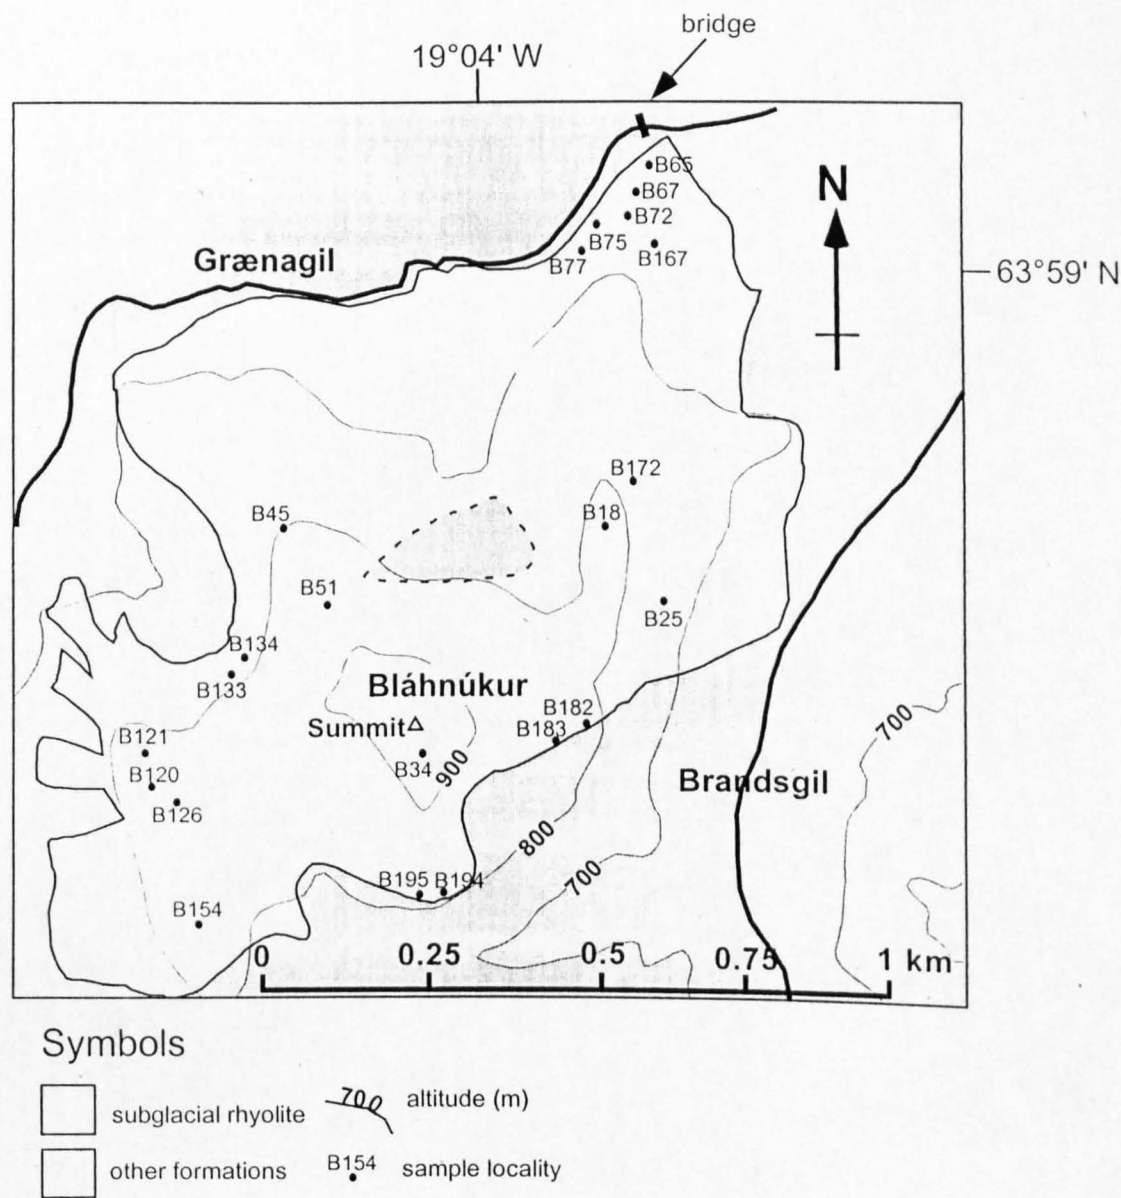 bridge
19°04' W
B65
B67
B72
B75
B77
B167
N
Grænagil
63°59' N
B172
B45
B18
B51
B25
B134
B133
Bláhnúkur
Summit
B182
B183
B121
B34
900
700
B120
B126
Brandsgil
800
700
B195
B194
B154
0
0.25
0.5
0.75
1 km
Symbols
subglacial rhyolite
700
altitude (m)
other formations
B154
sample locality